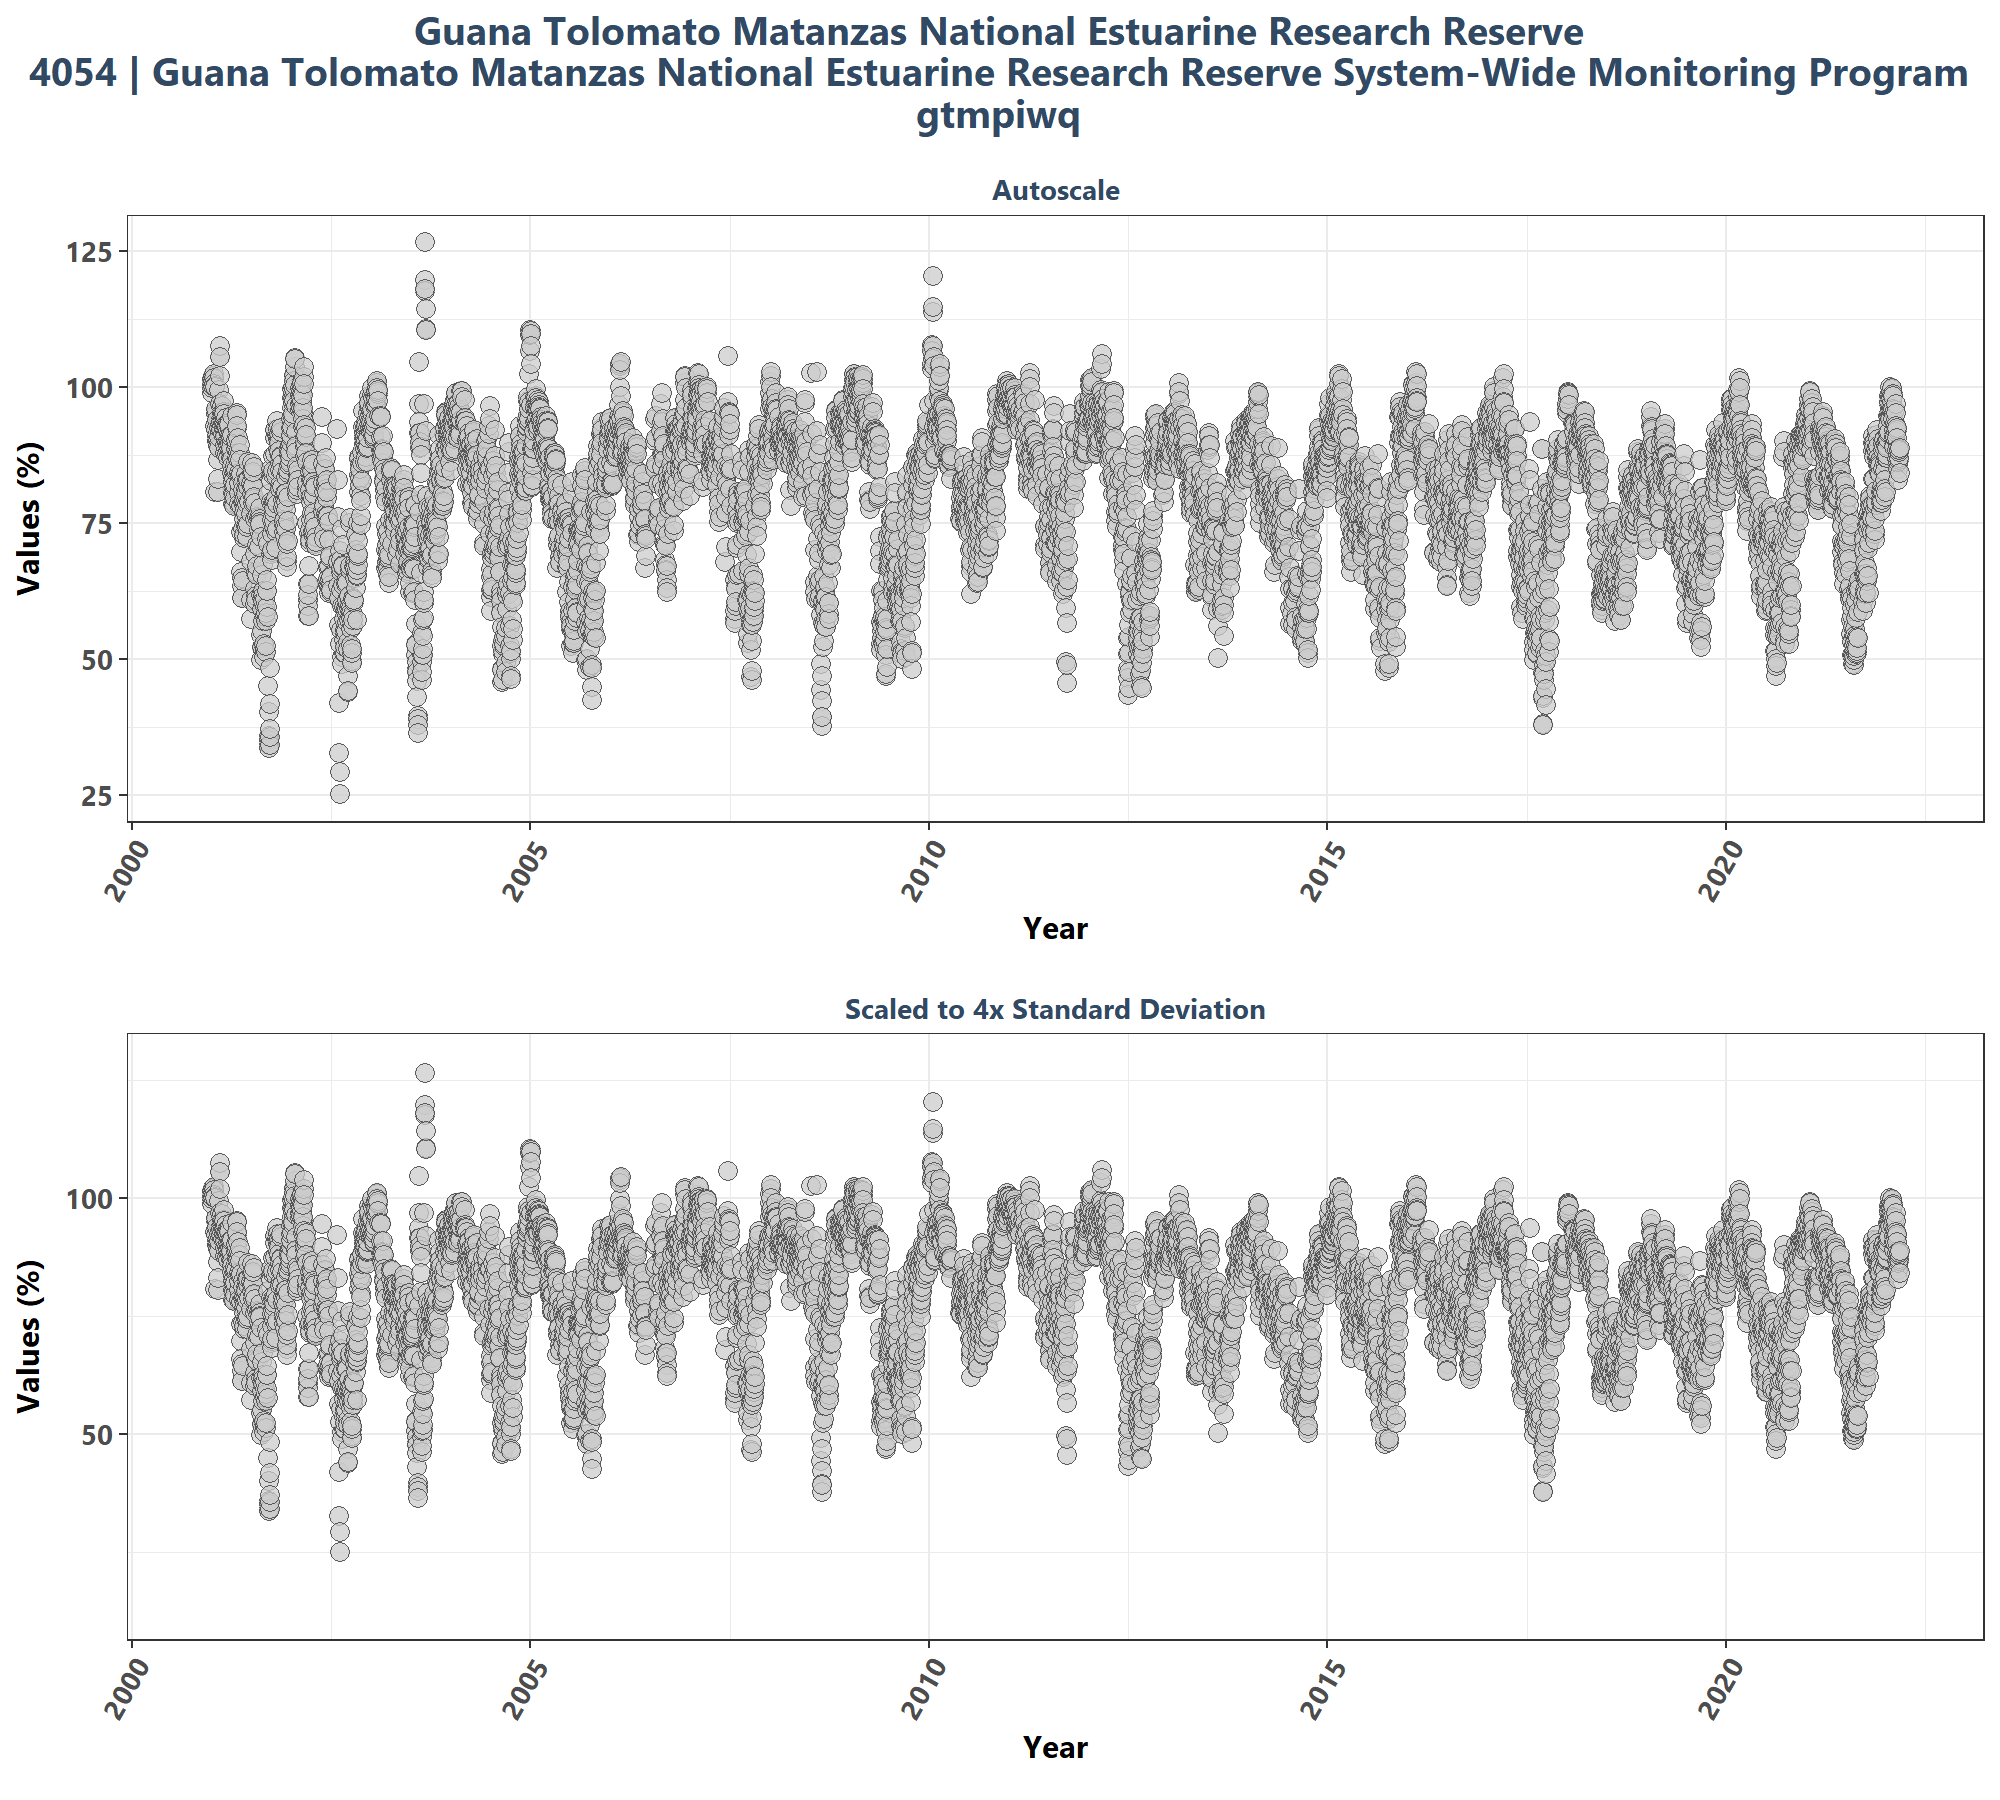 Guana Tolomato Matanzas National Estuarine Research Reserve
4054 | Guana Tolomato Matanzas National Estuarine Research Reserve System-Wide Monitoring Program
gtmpiwq
Autoscale
Values (%)
125
100
75
50
25
2000
2005
2010
2015
2020
Year
Scaled to 4x Standard Deviation
Values (%)
100
50
2000
2005
2010
2015
2020
Year